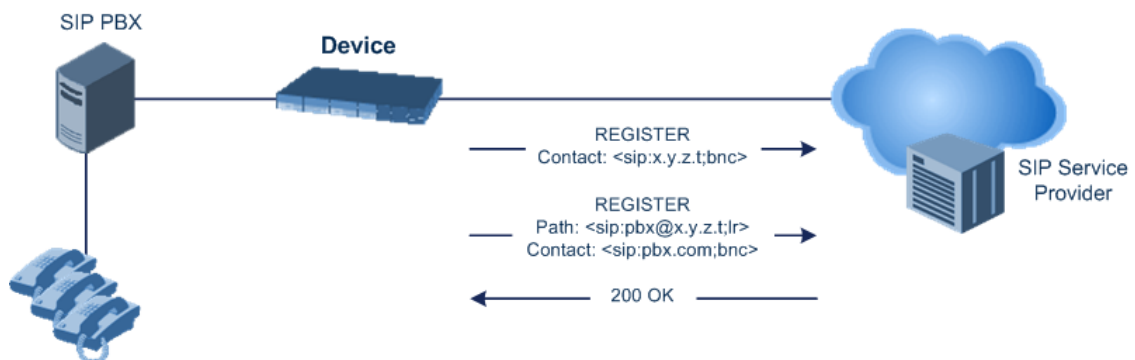 SIP PBX
Device
REGISTER
Contact: <sip:x.y.z.t;bnc>
REGISTER
Path: <sip:pbx@x.y.z.t;lr>
Contact: <sip:pbx.com;bnc>
200 OK
SIP Service
Provider